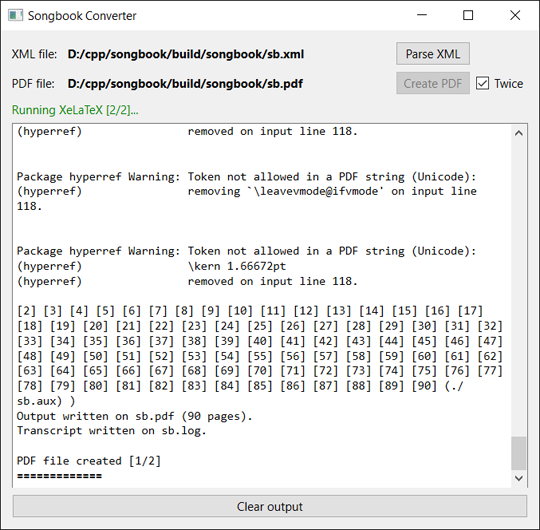 Songbook Converter
XML file: D:/cpp/songbook/build/songbook/sb.xml Parse XML
PDF file: D:/cpp/songbook/build/songbook/sb.pdf Create PDF Twice
Running XeLaTeX [2/2]...
(hyperref) removed on input line 118.
Package hyperref Warning: Token not allowed in a PDF string (Unicode):
(hyperref) removing `\leavevmode@ifvmode' on input line
118.
Package hyperref Warning: Token not allowed in a PDF string (Unicode):
(hyperref) \kern 1.66672pt
(hyperref) removed on input line 118.
[2] [3] [4] [5] [6] [7] [8] [9] [10] [11] [12] [13] [14] [15] [16] [17]
[18] [19] [20] [21] [22] [23] [24] [25] [26] [27] [28] [29] [30] [31] [32]
[33] [34] [35] [36] [37] [38] [39] [40] [41] [42] [43] [44] [45] [46] [47]
[48] [49] [50] [51] [52] [53] [54] [55] [56] [57] [58] [59] [60] [61] [62]
[63] [64] [65] [66] [67] [68] [69] [70] [71] [72] [73] [74] [75] [76] [77]
[78] [79] [80] [81] [82] [83] [84] [85] [86] [87] [88] [89] [90] (./
sb.aux) )
Output written on sb.pdf (90 pages).
Transcript written on sb.log.
PDF file created [1/2]
=============
Clear output